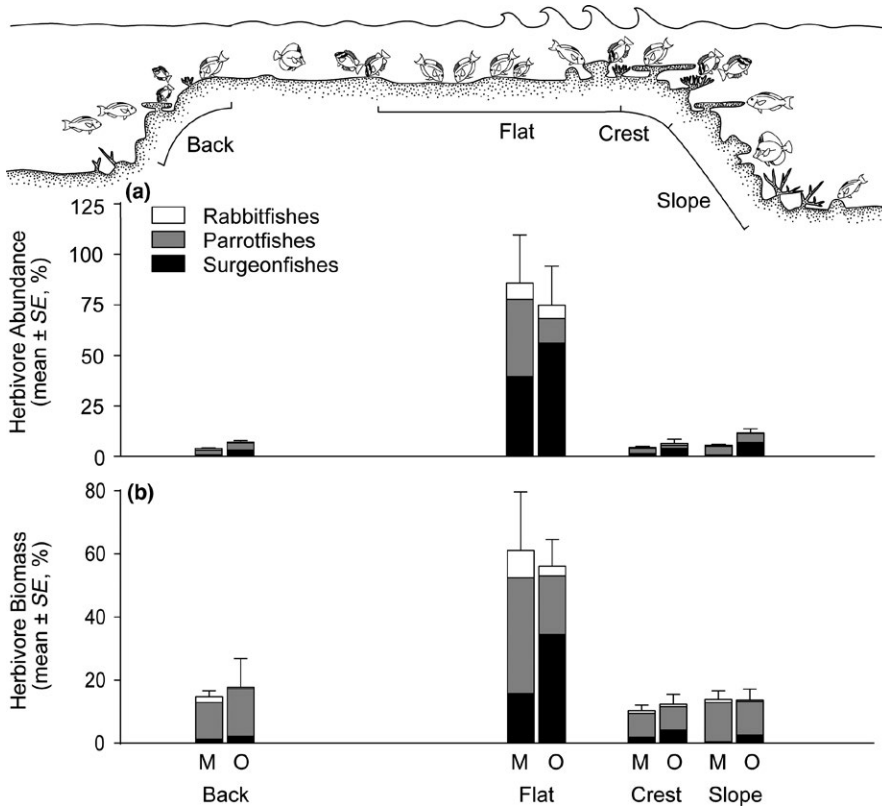 Back
Flat
Crest
Slope
(a)
125
100
75
50
25
0
Herbivore Abundance
(mean ± SE, %)
Rabbitfishes
Parrotfishes
Surgeonfishes
(b)
80
60
40
20
0
Herbivore Biomass
(mean ± SE, %)
M O M O M O M O
Back Flat Crest Slope